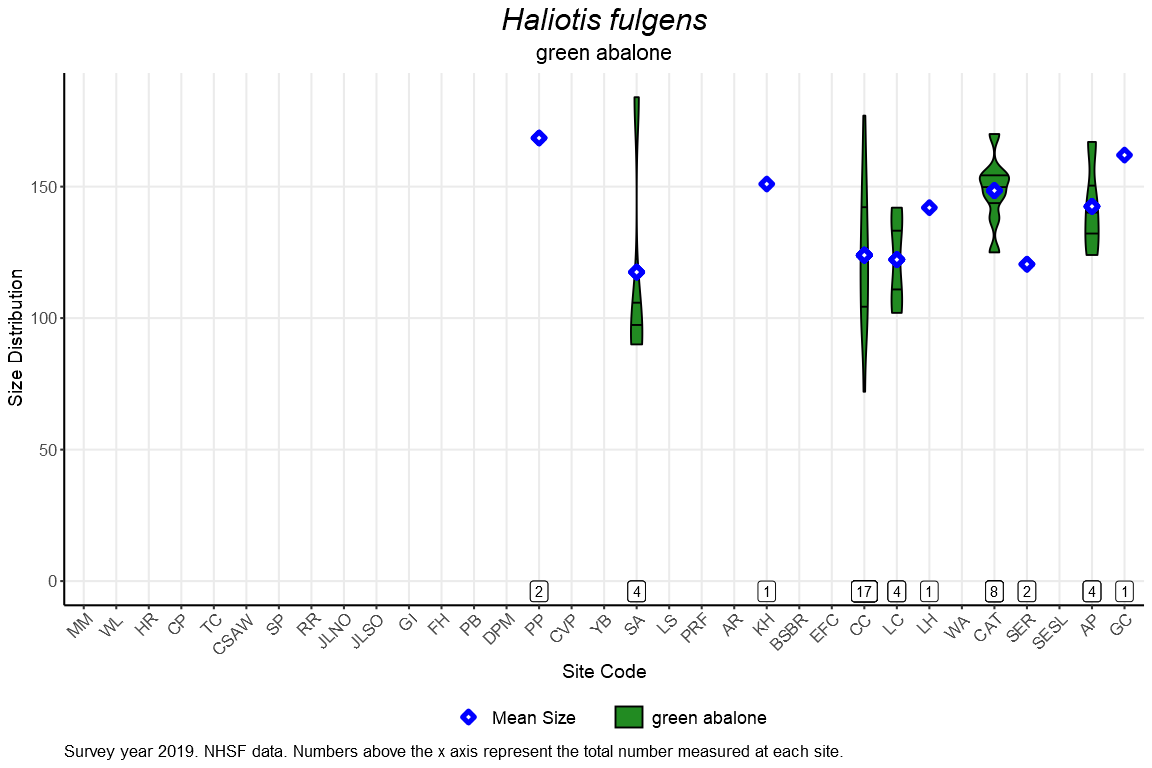 Haliotis fulgens
green abalone
Size Distribution
150
100
50
0
2 4 1 17 4 1 8 2 4 1
MM WL HR CP TC CSAW SP RR JLNO JLSO GI FH PB DPM PP CVP YB SA LS PRF AR KH BSBR EFC CC LC LH WA CAT SER SESL AP GC
Site Code
Mean Size green abalone
Survey year 2019. NHSF data. Numbers above the x axis represent the total number measured at each site.